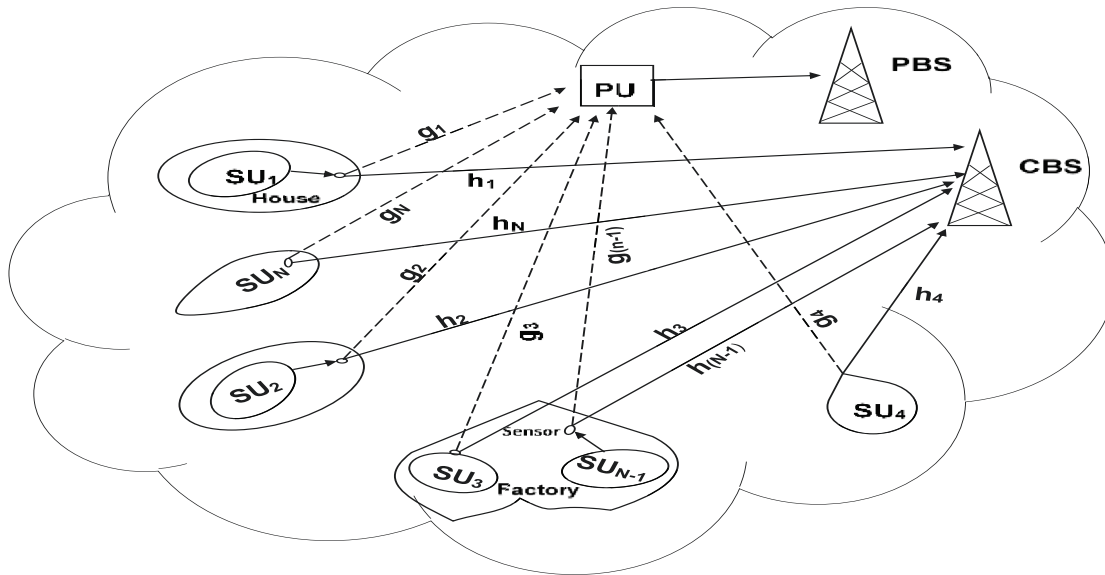 PBS
PU
CBS
g1
SU1
House
h1
gN
hN
SUN
g2
g(n-1)
h2
g3
h3
h(N-1)
g4
h4
SU2
SU4
Sensor
SU3
SUN-1
Factory